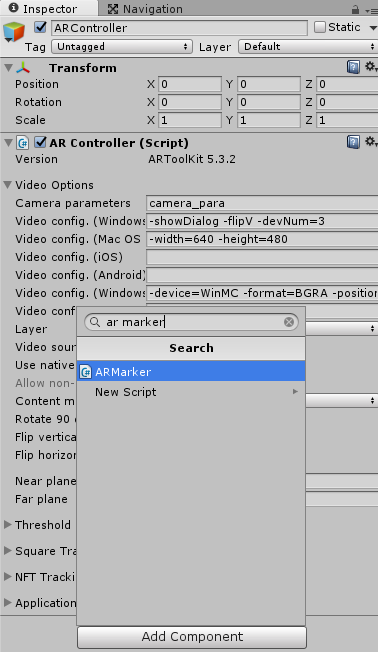 Inspector Navigation
ARController Static
Tag Untagged Layer Default
Transform
Position X 0 Y 0 Z 0
Rotation X 0 Y 0 Z 0
Scale X 1 Y 1 Z 1
AR Controller (Script)
Version ARToolKit 5.3.2
Video Options
Camera parameters camera_para
Video config. (Windows -showDialog -flipV -devNum=3
Video config. (Mac OS -width=640 -height=480
Video config. (iOS)
Video config. (Android)
Video config. (Windows -device=WinMC -format=BGRA -position
Video conf
ar marker
Layer
Search
Video sour
Use native
ARMarker
Allow non-
New Script
Content m
Rotate 90
Flip vertica
Flip horizon
Near plane
Far plane
Threshold
Square Tra
NFT Tracki
Application
Add Component